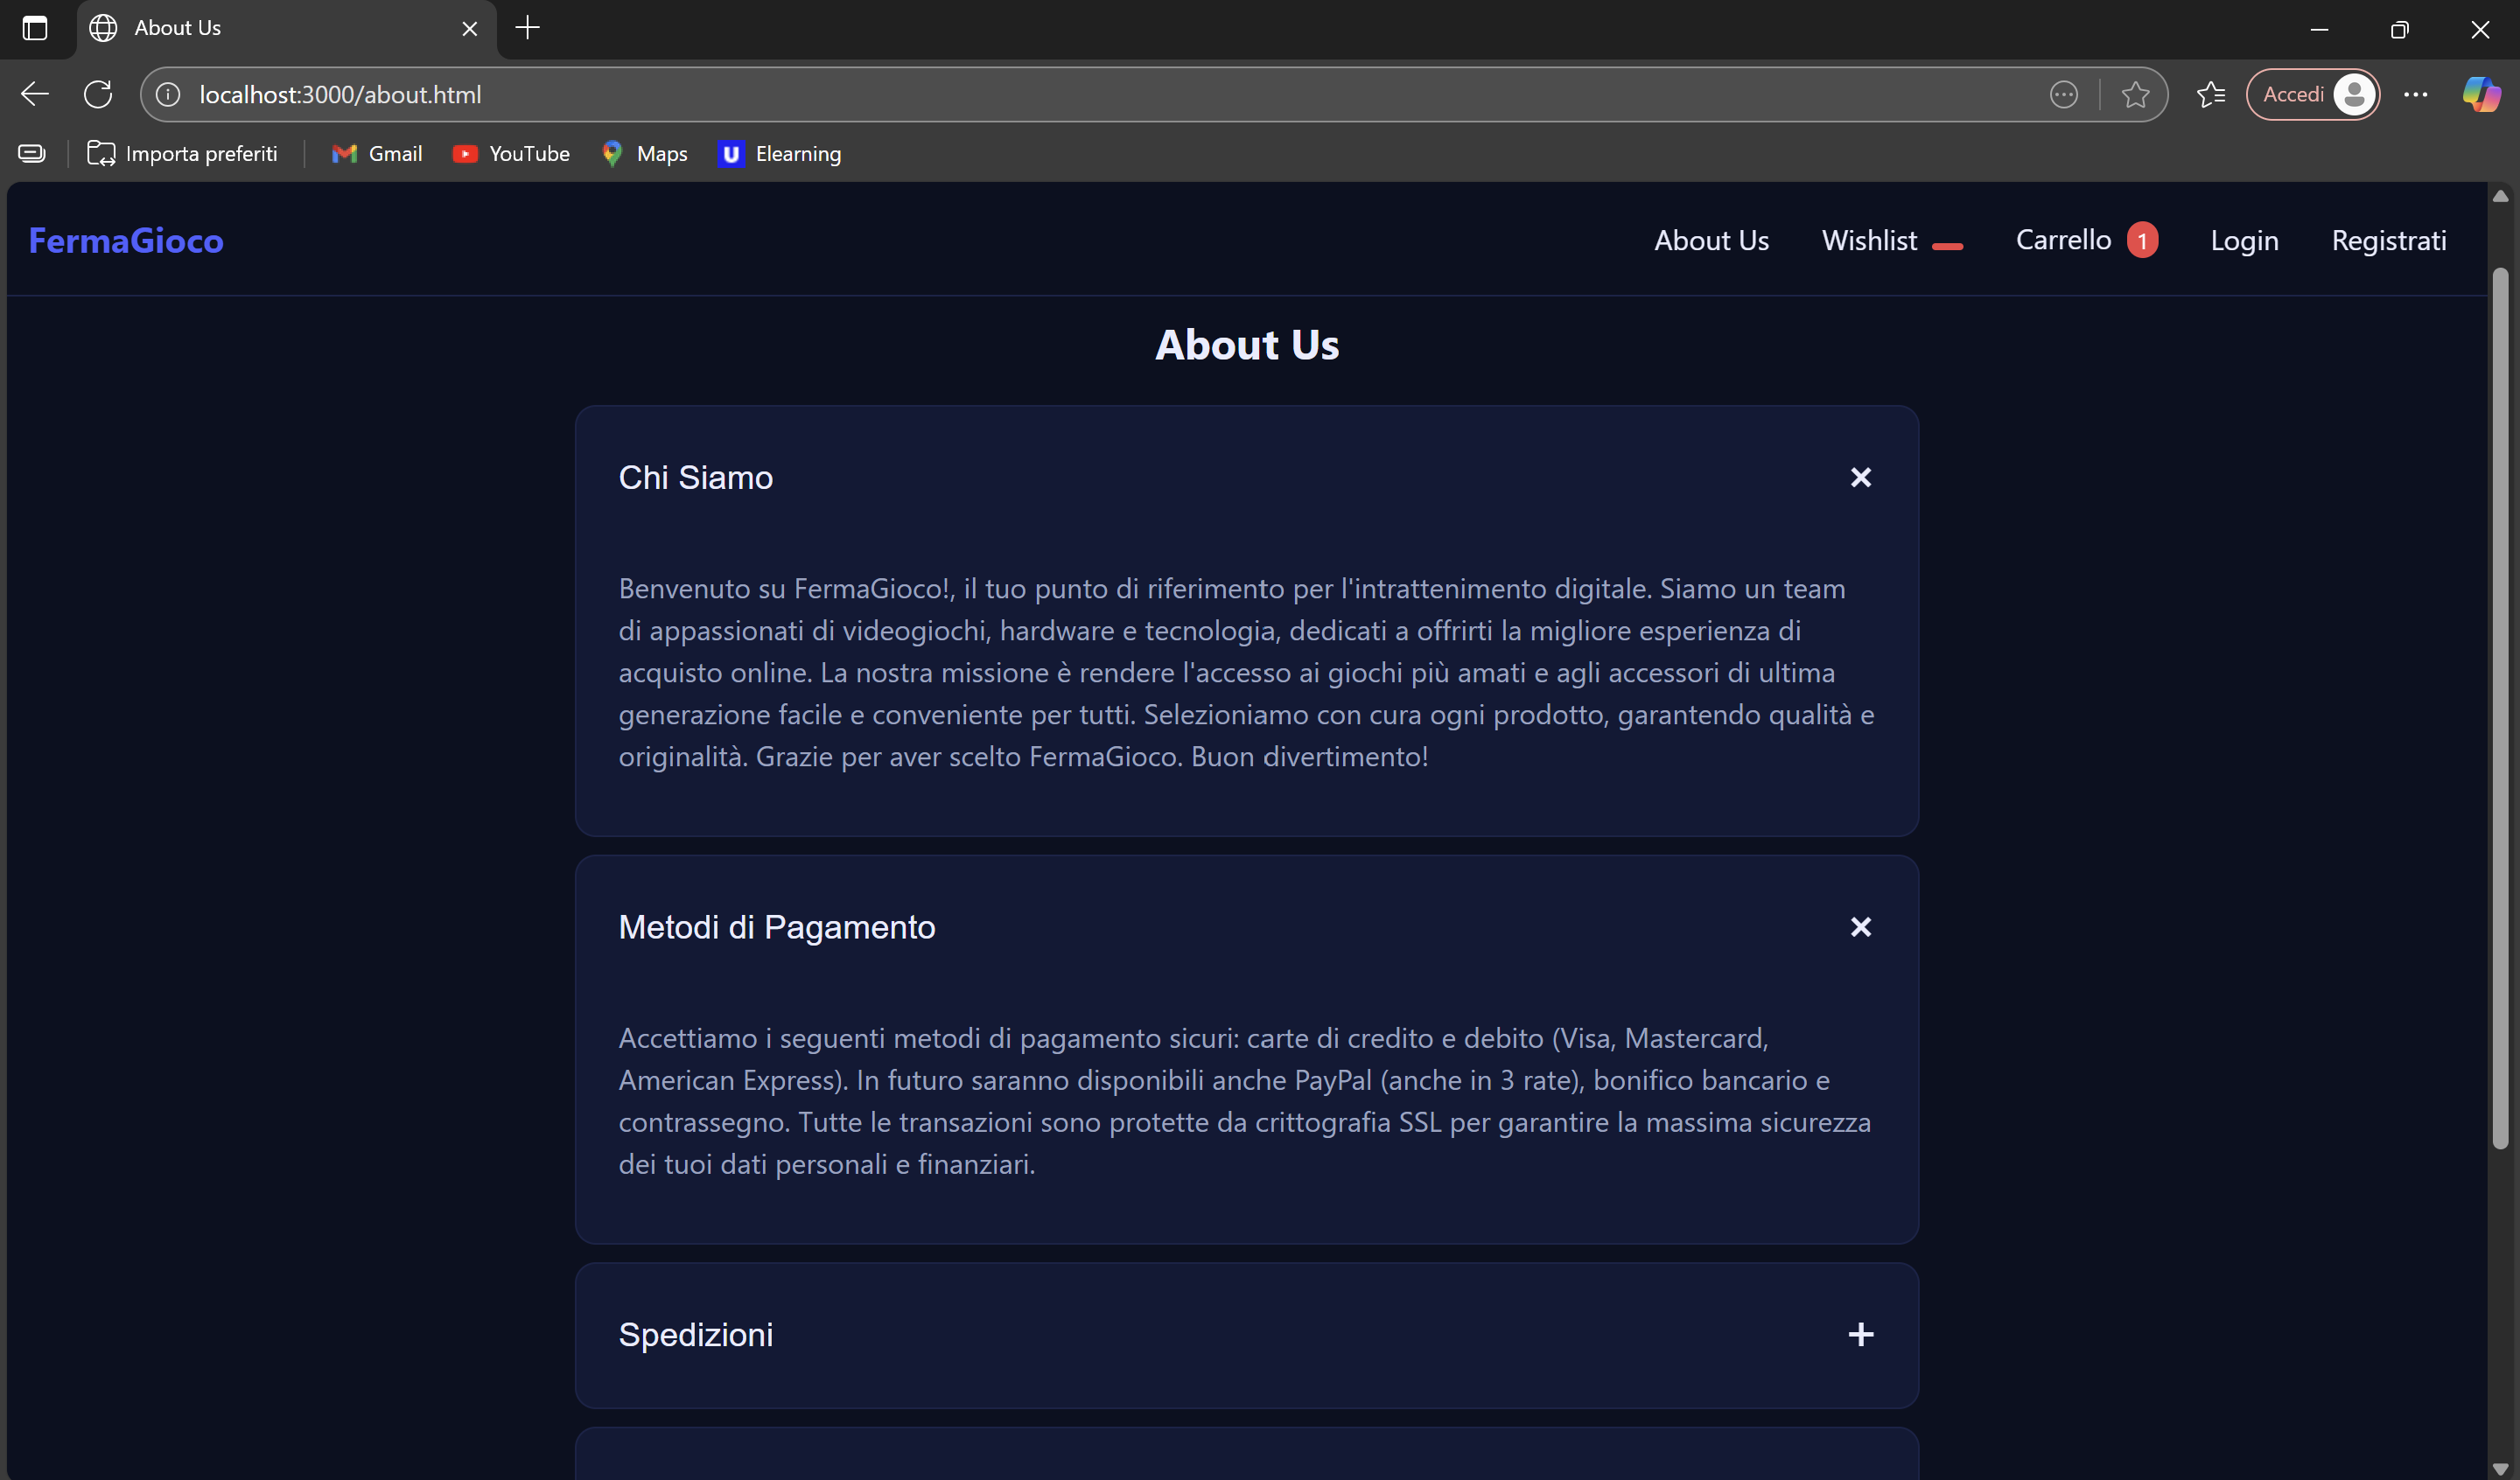 About Us
localhost:3000/about.html
Accedi
Importa preferiti
Gmail
YouTube
Maps
U Elearning
FermaGioco
About Us
Wishlist
Carrello 1
Login
Registrati
About Us
Chi Siamo
Benvenuto su FermaGioco!, il tuo punto di riferimento per l'intrattenimento digitale. Siamo un team
di appassionati di videogiochi, hardware e tecnologia, dedicati a offrirti la migliore esperienza di
acquisto online. La nostra missione è rendere l'accesso ai giochi più amati e agli accessori di ultima
generazione facile e conveniente per tutti. Selezioniamo con cura ogni prodotto, garantendo qualità e
originalità. Grazie per aver scelto FermaGioco. Buon divertimento!
Metodi di Pagamento
Accettiamo i seguenti metodi di pagamento sicuri: carte di credito e debito (Visa, Mastercard,
American Express). In futuro saranno disponibili anche PayPal (anche in 3 rate), bonifico bancario e
contrassegno. Tutte le transazioni sono protette da crittografia SSL per garantire la massima sicurezza
dei tuoi dati personali e finanziari.
Spedizioni